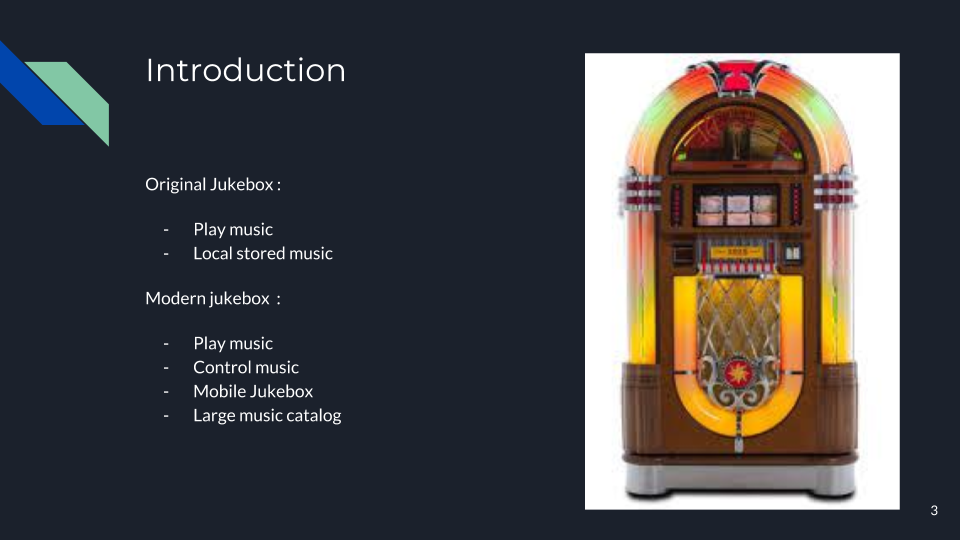 Introduction
Original Jukebox :
- Play music
- Local stored music
Modern jukebox :
- Play music
- Control music
- Mobile Jukebox
- Large music catalog
3